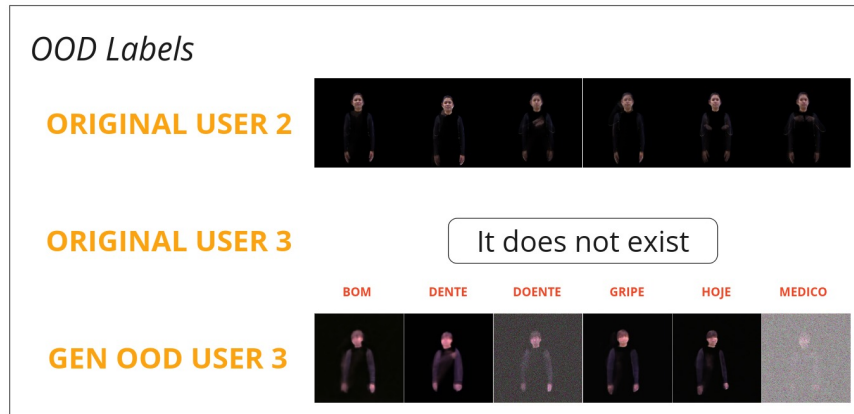 OOD Labels
ORIGINAL USER 2
ORIGINAL USER 3
It does not exist
BOM DENTE DOENTE GRIPE HOJE MEDICO
GEN OOD USER 3